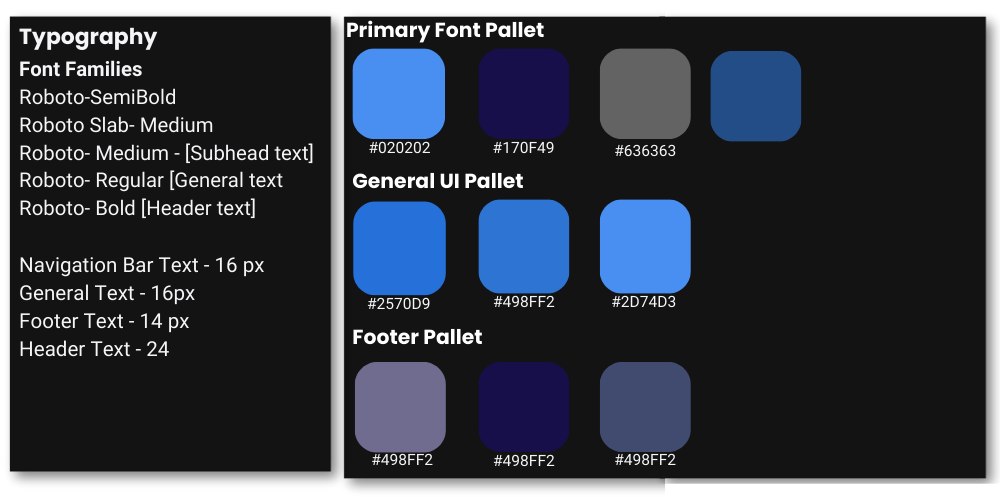 Typography
Font Families
Roboto-SemiBold
Roboto Slab- Medium
Roboto- Medium - [Subhead text]
Roboto- Regular [General text
Roboto- Bold [Header text]
Navigation Bar Text - 16 px
General Text - 16px
Footer Text - 14 px
Header Text - 24
Primary Font Pallet
#020202 #170F49 #636363
General UI Pallet
#2570D9 #498FF2 #2D74D3
Footer Pallet
#498FF2 #498FF2 #498FF2